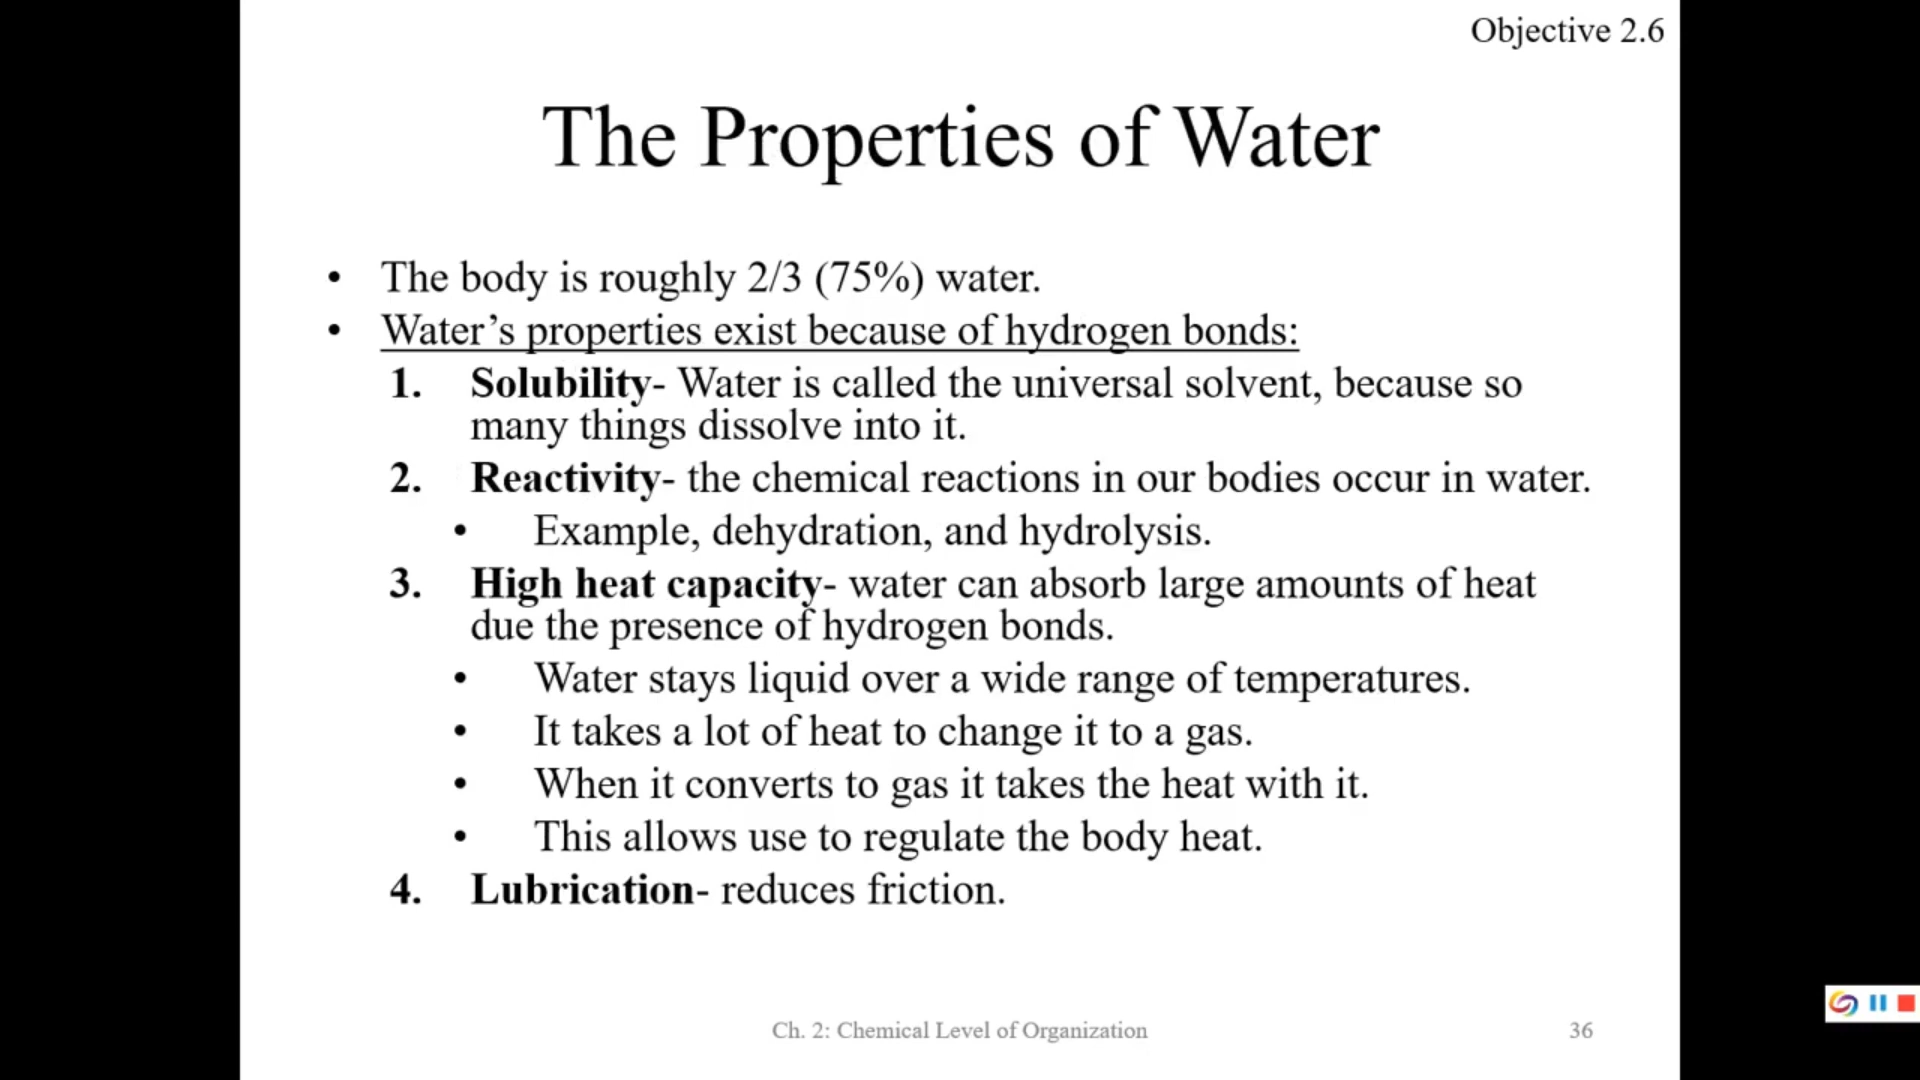 Objective 2.6
The Properties of Water
• The body is roughly 2/3 (75%) water.
• Water’s properties exist because of hydrogen bonds:
1. Solubility- Water is called the universal solvent, because so
many things dissolve into it.
2. Reactivity- the chemical reactions in our bodies occur in water.
• Example, dehydration, and hydrolysis.
3. High heat capacity- water can absorb large amounts of heat
due the presence of hydrogen bonds.
• Water stays liquid over a wide range of temperatures.
• It takes a lot of heat to change it to a gas.
• When it converts to gas it takes the heat with it.
• This allows use to regulate the body heat.
4. Lubrication- reduces friction.
Ch. 2: Chemical Level of Organization
36